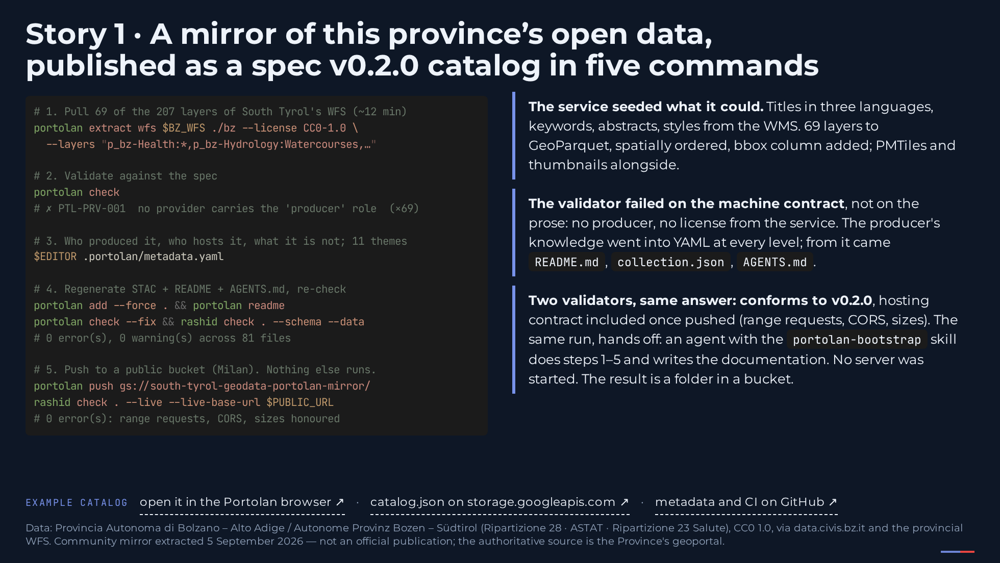 Story 1 · A mirror of this province’s open data,
published as a spec v0.2.0 catalog in five commands
# 1. Pull 69 of the 207 layers of South Tyrol's WFS (~12 min)
portolan extract wfs $BZ_WFS ./bz --license CC0-1.0 \
--layers "p_bz-Health:*,p_bz-Hydrology:Watercourses,…"
# 2. Validate against the spec
portolan check
# ✗ PTL-PRV-001  no provider carries the 'producer' role  (×69)
# 3. Who produced it, who hosts it, what it is not; 11 themes
$EDITOR .portolan/metadata.yaml
# 4. Regenerate STAC + README + AGENTS.md, re-check
portolan add --force . && portolan readme
portolan check --fix && rashid check . --schema --data
# 0 error(s), 0 warning(s) across 81 files
# 5. Push to a public bucket (Milan). Nothing else runs.
portolan push gs://south-tyrol-geodata-portolan-mirror/
rashid check . --live --live-base-url $PUBLIC_URL
# 0 error(s): range requests, CORS, sizes honoured
The service seeded what it could. Titles in three languages,
keywords, abstracts, styles from the WMS. 69 layers to
GeoParquet, spatially ordered, bbox column added; PMTiles and
thumbnails alongside.
The validator failed on the machine contract, not on the
prose: no producer, no license from the service. The producer's
knowledge went into YAML at every level; from it came
README.md, collection.json, AGENTS.md.
Two validators, same answer: conforms to v0.2.0, hosting
contract included once pushed (range requests, CORS, sizes). The
same run, hands off: an agent with the portolan-bootstrap skill
does steps 1–5 and writes the documentation. No server was
started. The result is a folder in a bucket.
EXAMPLE CATALOG open it in the Portolan browser ↗ · catalog.json on storage.googleapis.com ↗ · metadata and CI on GitHub ↗
Data: Provincia Autonoma di Bolzano – Alto Adige / Autonome Provinz Bozen – Südtirol (Ripartizione 28 · ASTAT · Ripartizione 23 Salute), CC0 1.0, via data.civis.bz.it and the provincial
WFS. Community mirror extracted 5 September 2026 — not an official publication; the authoritative source is the Province's geoportal.